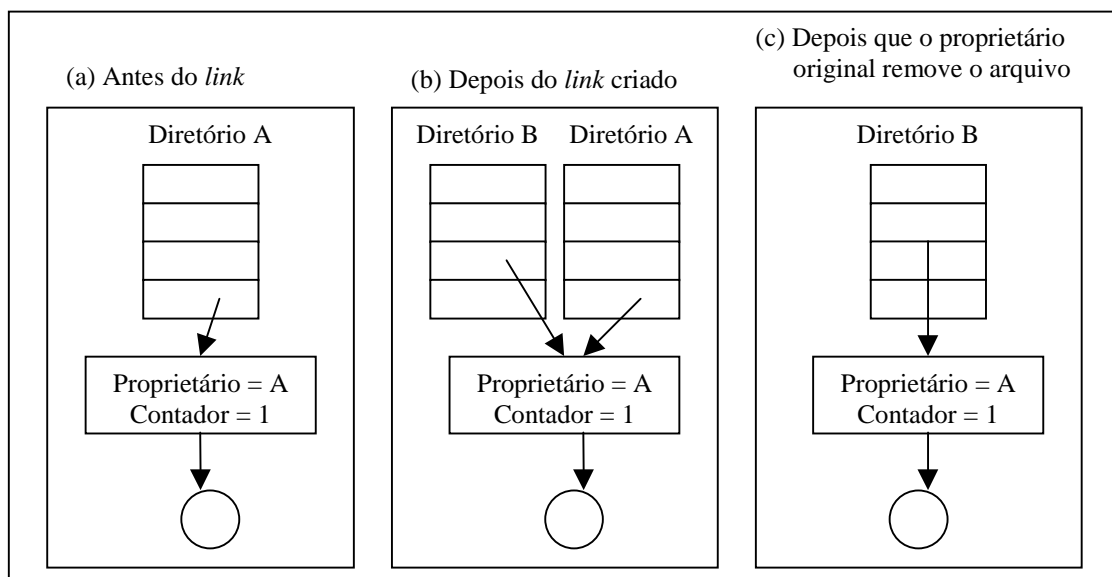 (a) Antes do link
Diretório A
Proprietário = A
Contador = 1
(b) Depois do link criado
Diretório B
Diretório A
Proprietário = A
Contador = 1
(c) Depois que o proprietário
original remove o arquivo
Diretório B
Proprietário = A
Contador = 1